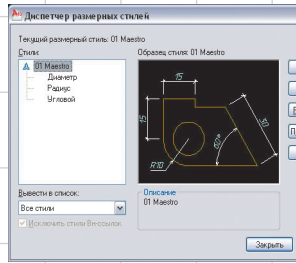 Диспетчер размерных стилей
Текущий размерный стиль: 01 Maestro
Стили:
Образец стиля: 01 Maestro
01 Maestro
Диаметр
Радиус
Угловой
15
15
30
60°
R10
Вывести в список:
Все стили
Исключить стили Вн-ссылок
Описание
01 Maestro
Закрыть